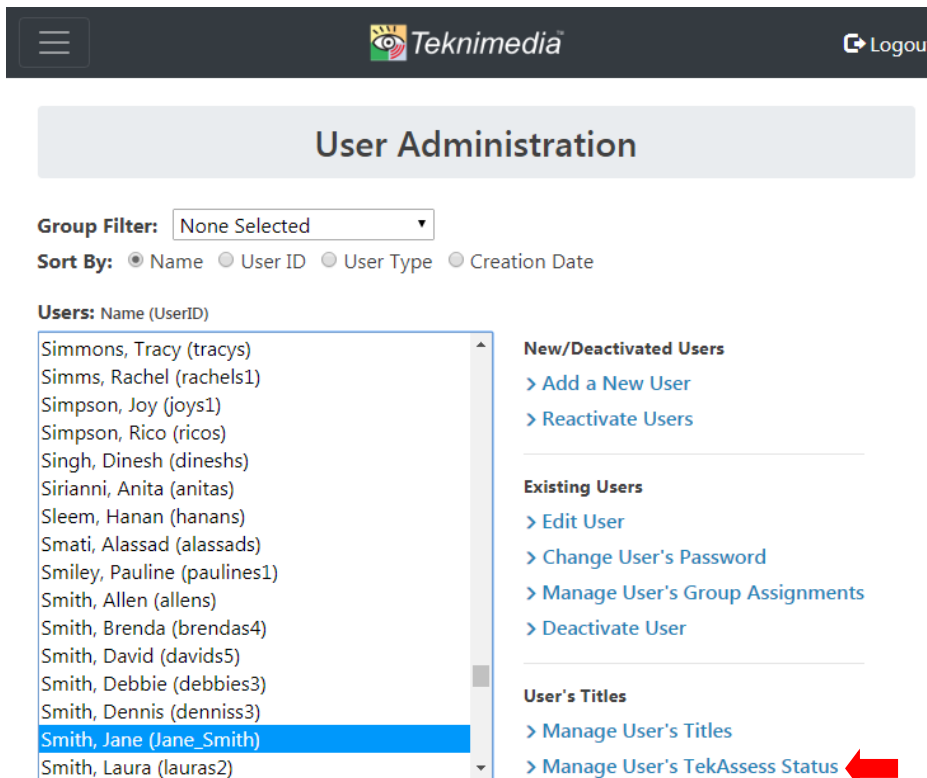 Teknimedia™
Logou
User Administration
Group Filter: None Selected
Sort By: Name User ID User Type Creation Date
Users: Name (UserID)
Simmons, Tracy (tracys)
Simms, Rachel (rachels1)
Simpson, Joy (joys1)
Simpson, Rico (ricos)
Singh, Dinesh (dineshs)
Sirianni, Anita (anitas)
Sleem, Hanan (hanans)
Smati, Alassad (alassads)
Smiley, Pauline (paulines1)
Smith, Allen (allens)
Smith, Brenda (brendas4)
Smith, David (davids5)
Smith, Debbie (debbies3)
Smith, Dennis (denniss3)
Smith, Jane (Jane_Smith)
Smith, Laura (lauras2)
New/Deactivated Users
> Add a New User
> Reactivate Users
Existing Users
> Edit User
> Change User's Password
> Manage User's Group Assignments
> Deactivate User
User's Titles
> Manage User's Titles
> Manage User's TekAssess Status